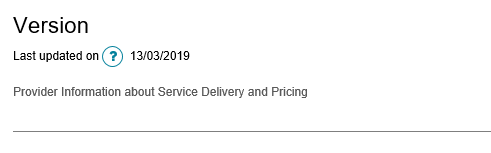 Version
Last updated on ? 13/03/2019
Provider Information about Service Delivery and Pricing